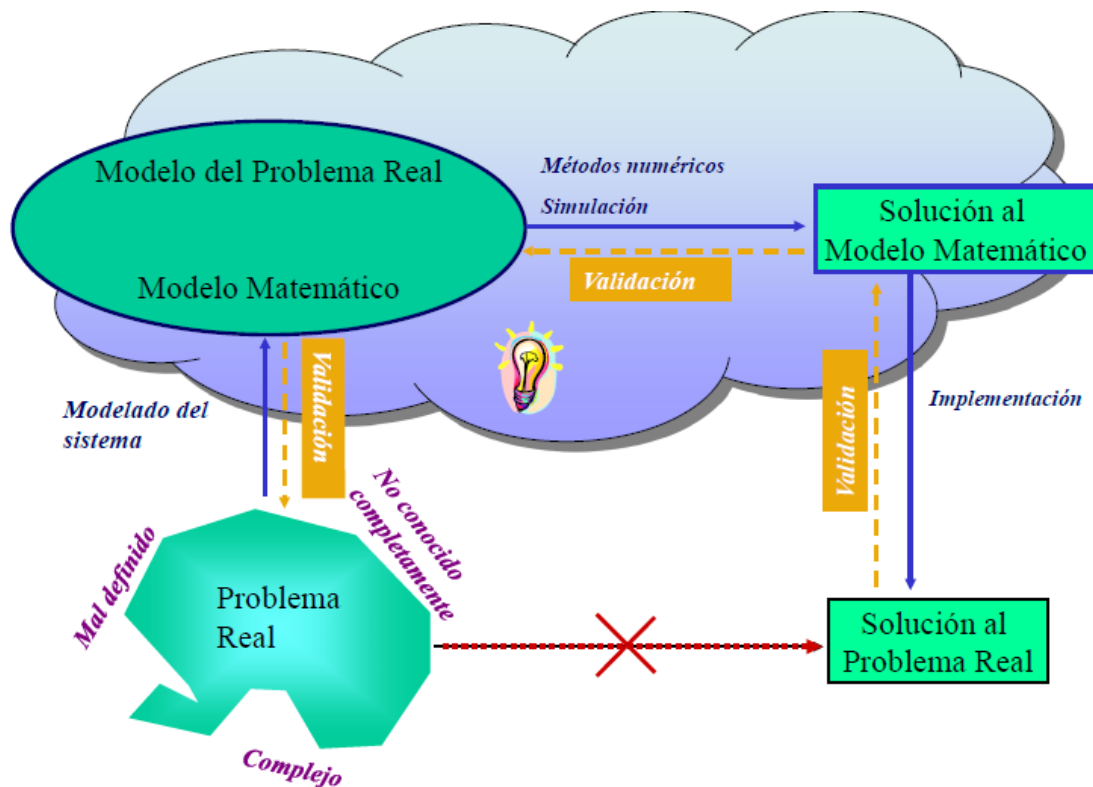 Modelo del Problema Real
Modelo Matemático
Métodos numéricos
Simulación
Validación
Solución al
Modelo Matemático
Modelado del
sistema
Validación
Validación
Implementación
Mal definido
No conocido
completamente
Problema
Real
Complejo
Solución al
Problema Real